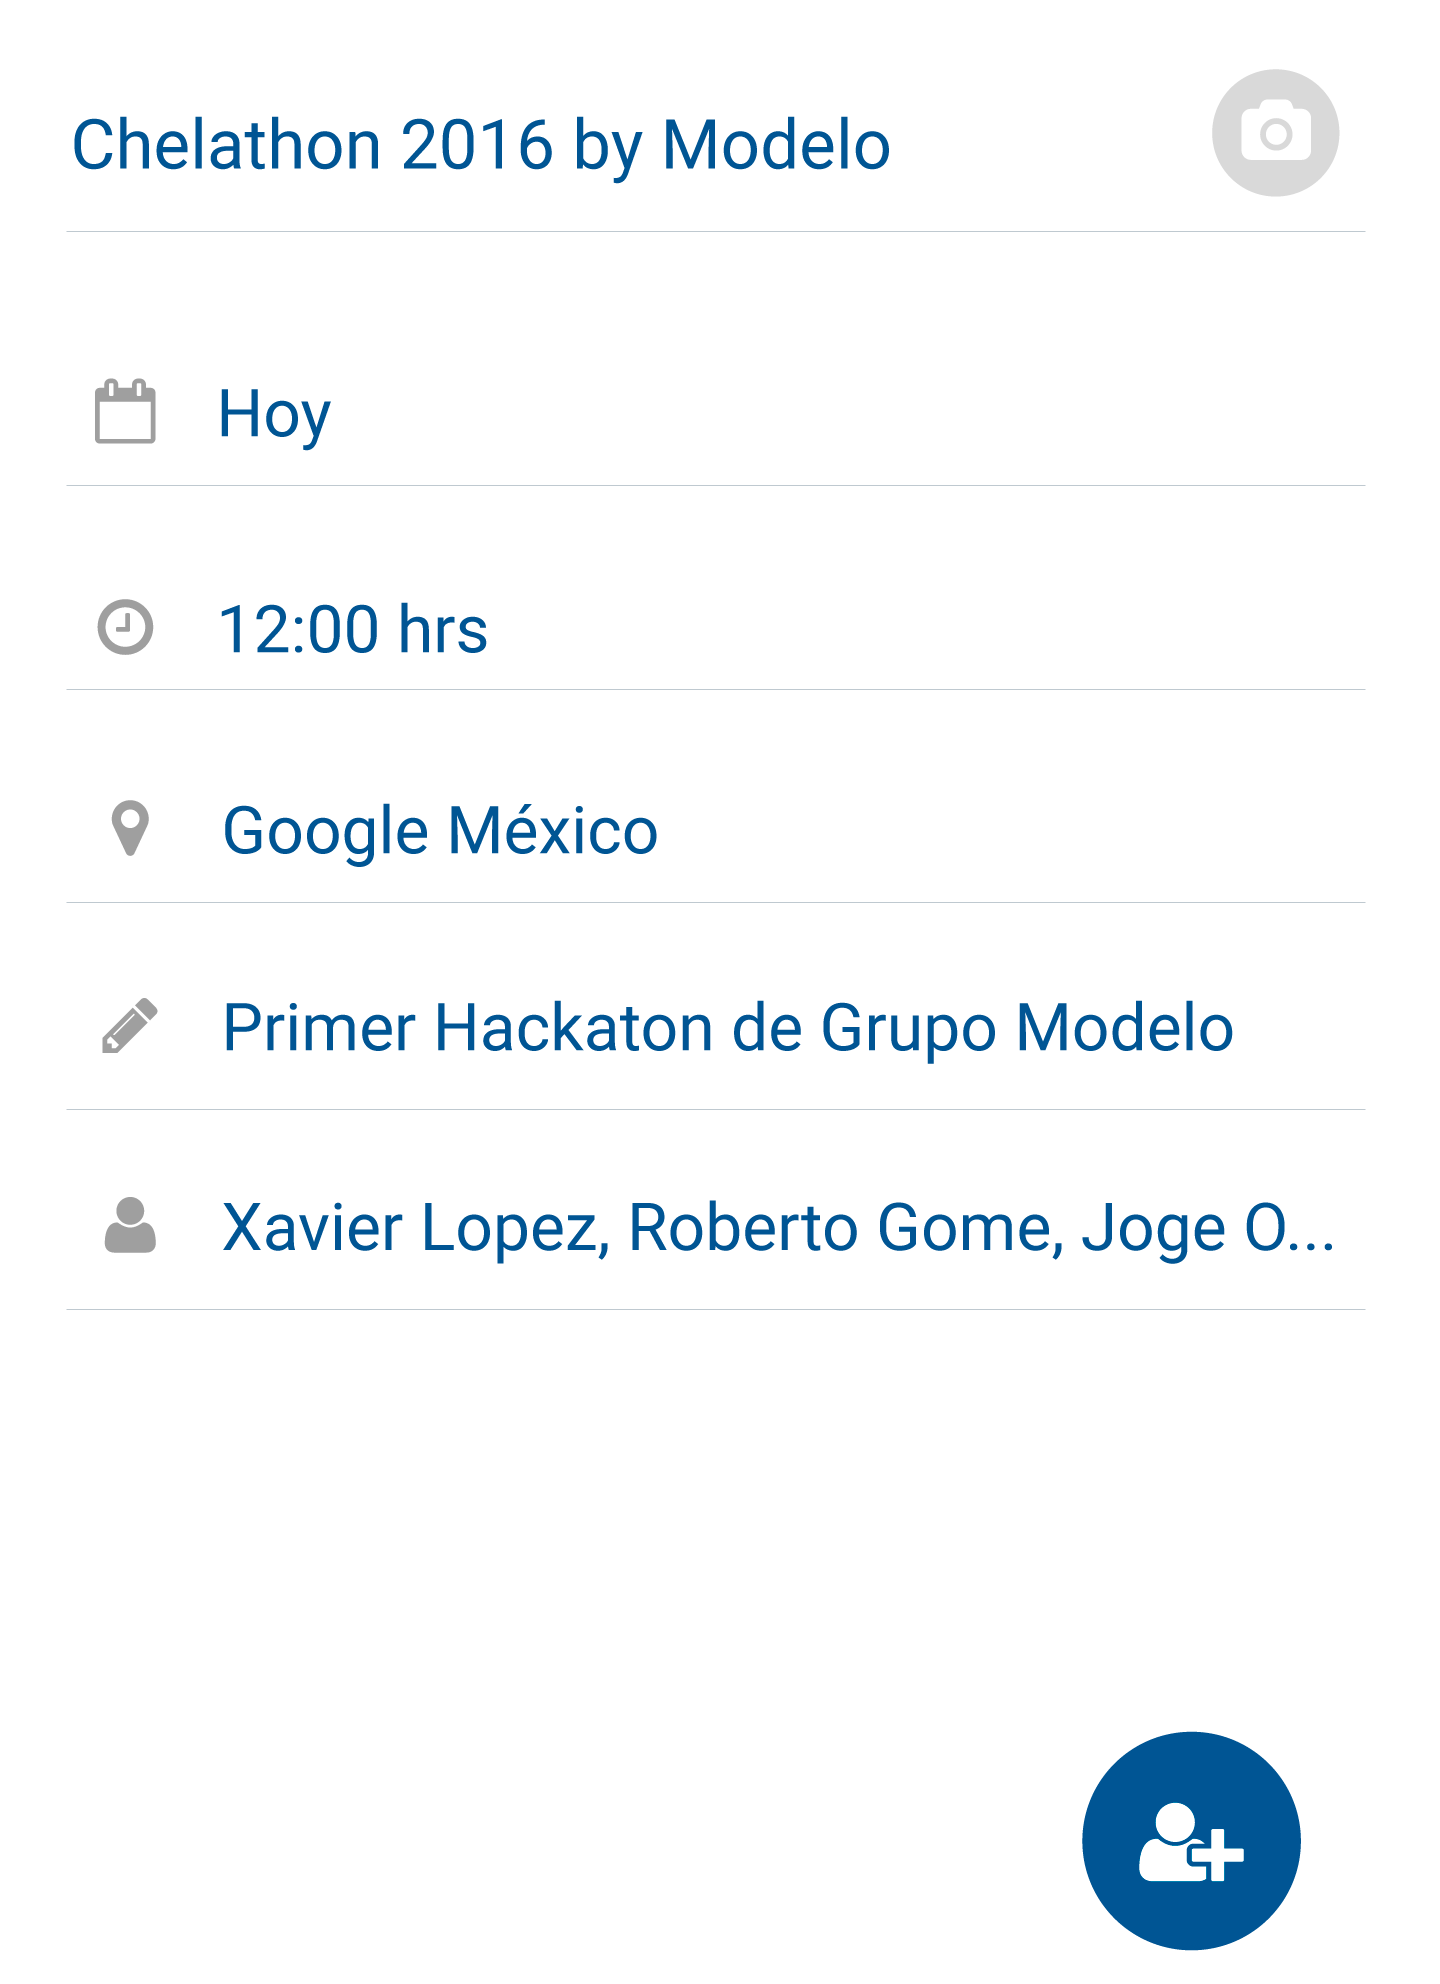 Chelathon 2016 by Modelo
Hoy
12:00 hrs
Google México
Primer Hackaton de Grupo Modelo
Xavier Lopez, Roberto Gome, Joge O...